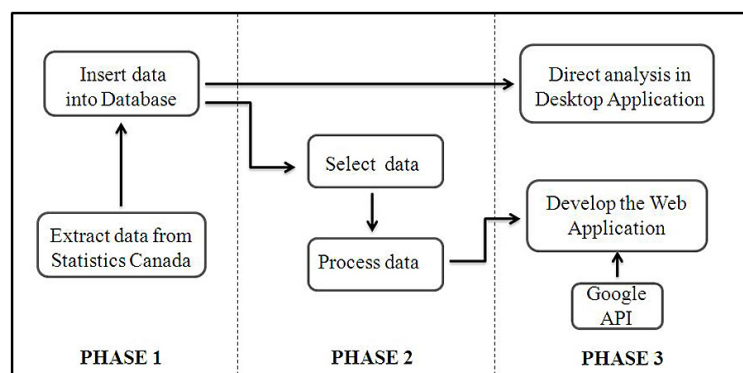 Insert data
into Database
Direct analysis in
Desktop Application
Select data
Extract data from
Statistics Canada
Process data
Develop the Web
Application
Google
API
PHASE 1
PHASE 2
PHASE 3